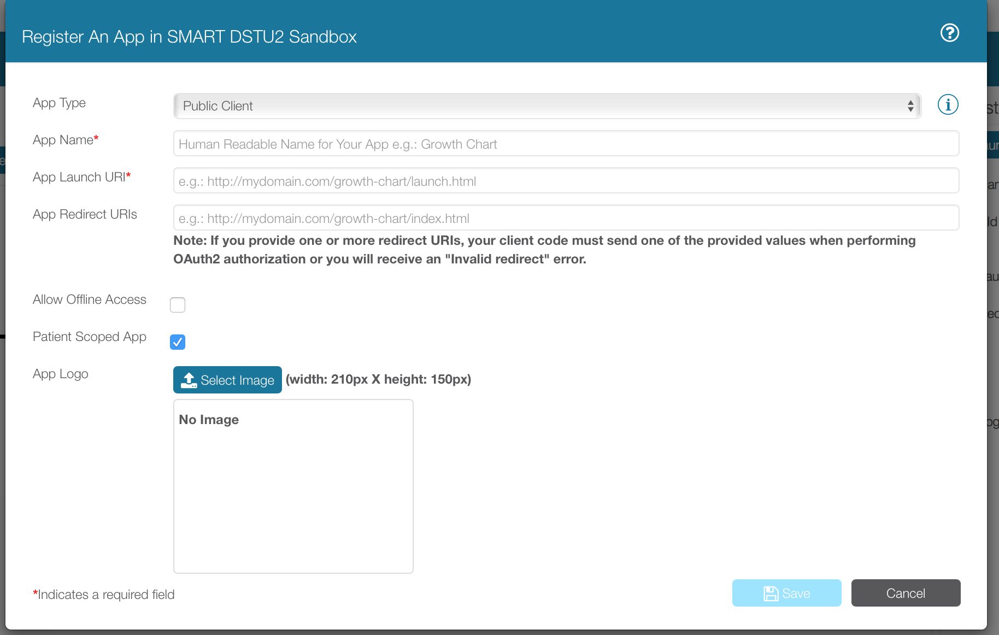 Register An App in SMART DSTU2 Sandbox
App Type
Public Client
App Name*
Human Readable Name for Your App e.g.: Growth Chart
App Launch URI*
e.g.: http://mydomain.com/growth-chart/launch.html
App Redirect URIs
e.g.: http://mydomain.com/growth-chart/index.html
Note: If you provide one or more redirect URIs, your client code must send one of the provided values when performing
OAuth2 authorization or you will receive an "Invalid redirect" error.
Allow Offline Access
Patient Scoped App
App Logo
Select Image (width: 210px X height: 150px)
No Image
*Indicates a required field
Save
Cancel